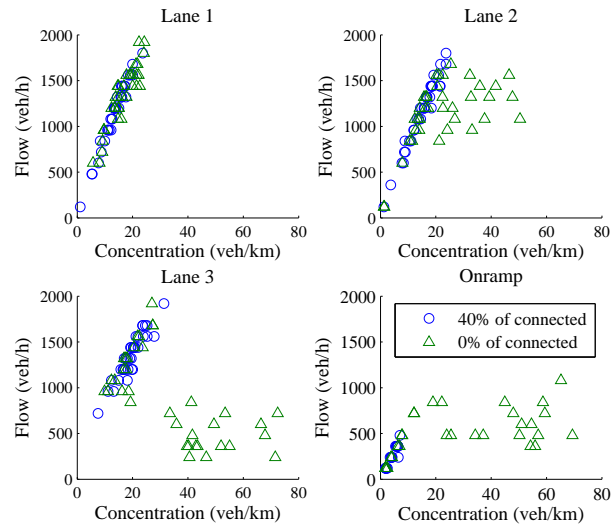 Lane 1
Flow (veh/h)
2000
1500
1000
500
0
0 20 40 60 80
Concentration (veh/km)
Lane 2
Flow (veh/h)
2000
1500
1000
500
0
0 20 40 60 80
Concentration (veh/km)
Lane 3
Flow (veh/h)
2000
1500
1000
500
0
0 20 40 60 80
Concentration (veh/km)
Onramp
Flow (veh/h)
2000
1500
1000
500
0
0 20 40 60 80
Concentration (veh/km)
40% of connected
0% of connected